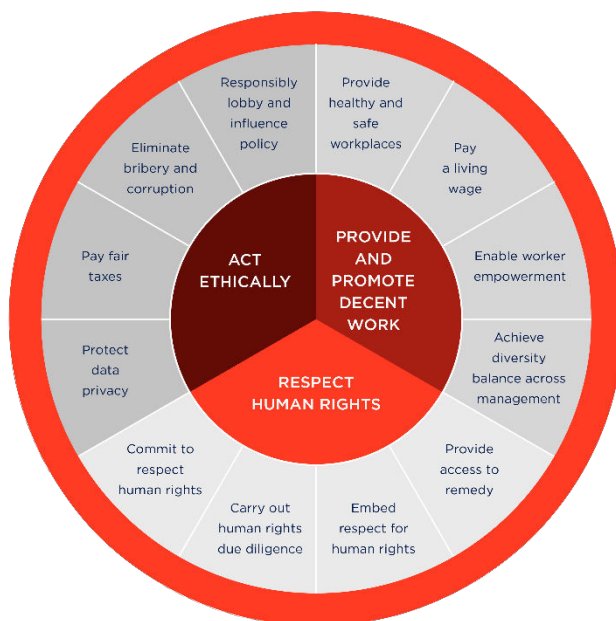 ACT
ETHICALLY
PROVIDE
AND
PROMOTE
DECENT
WORK
RESPECT
HUMAN RIGHTS
Provide
healthy and
safe
workplaces
Pay
a living
wage
Enable worker
empowerment
Achieve
diversity
balance across
management
Provide
access to
remedy
Embed
respect for
human rights
Carry out
human rights
due diligence
Commit to
respect
human rights
Protect
data
privacy
Pay fair
taxes
Eliminate
bribery and
corruption
Responsibly
lobby and
influence
policy